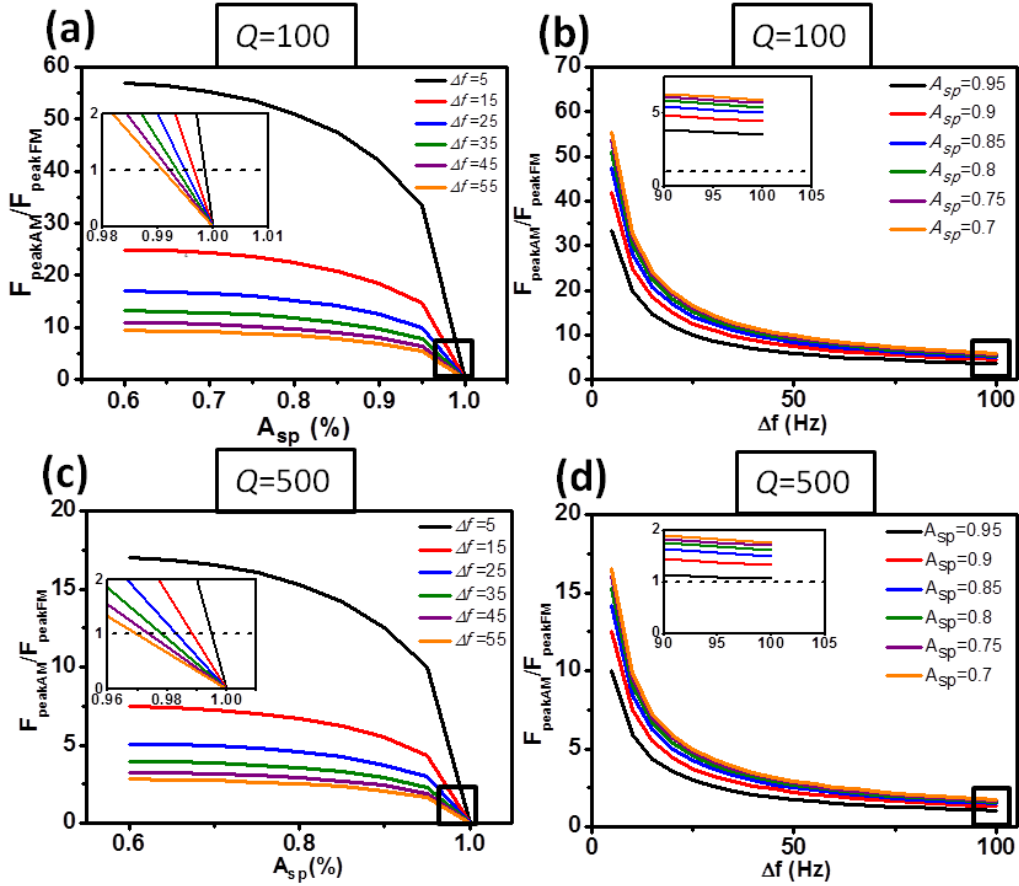 (a)
Q=100
60
50
40
30
20
10
0
F_peakAM/F_peakFM
0.6
0.7
0.8
0.9
1.0
A_sp (%)
Δf=5
Δf=15
Δf=25
Δf=35
Δf=45
Δf=55
2
1
0
0.98
0.99
1.00
1.01
(b)
Q=100
70
60
50
40
30
20
10
0
F_peakAM/F_peakFM
0
50
100
Δf (Hz)
A_sp=0.95
A_sp=0.9
A_sp=0.85
A_sp=0.8
A_sp=0.75
A_sp=0.7
5
0
90
95
100
105
(c)
Q=500
20
15
10
5
0
F_peakAM/F_peakFM
0.6
0.7
0.8
0.9
1.0
A_sp(%)
Δf=5
Δf=15
Δf=25
Δf=35
Δf=45
Δf=55
2
1
0
0.96
0.98
1.00
(d)
Q=500
20
15
10
5
0
F_peakAM/F_peakFM
0
50
100
Δf (Hz)
A_sp=0.95
A_sp=0.9
A_sp=0.85
A_sp=0.8
A_sp=0.75
A_sp=0.7
2
1
0
90
95
100
105